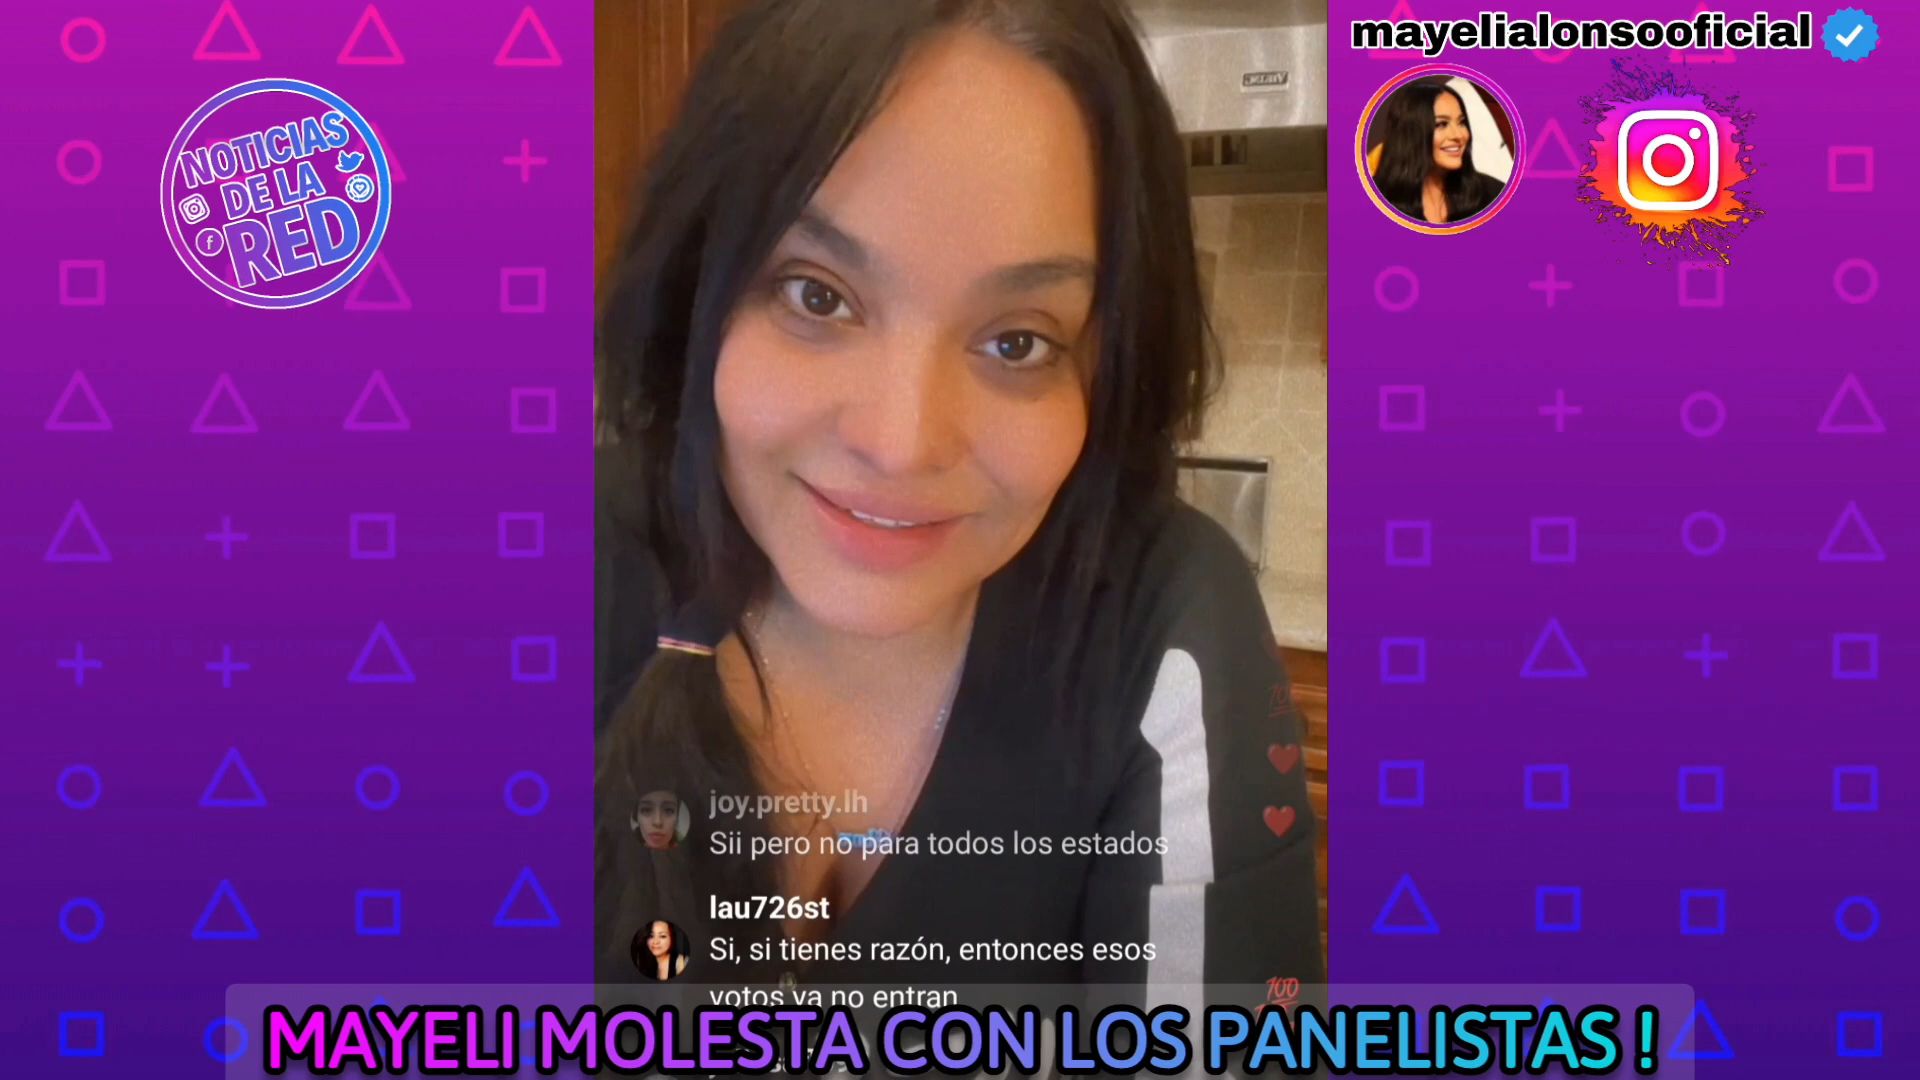 mayelialonsooficial
NOTICIAS
DE LA
RED
joy.pretty.lh
Sii pero no para todos los estados
lau726st
Si, si tienes razón, entonces esos
votos ya no entran
100
MAYELI MOLESTA CON LOS PANELISTAS !